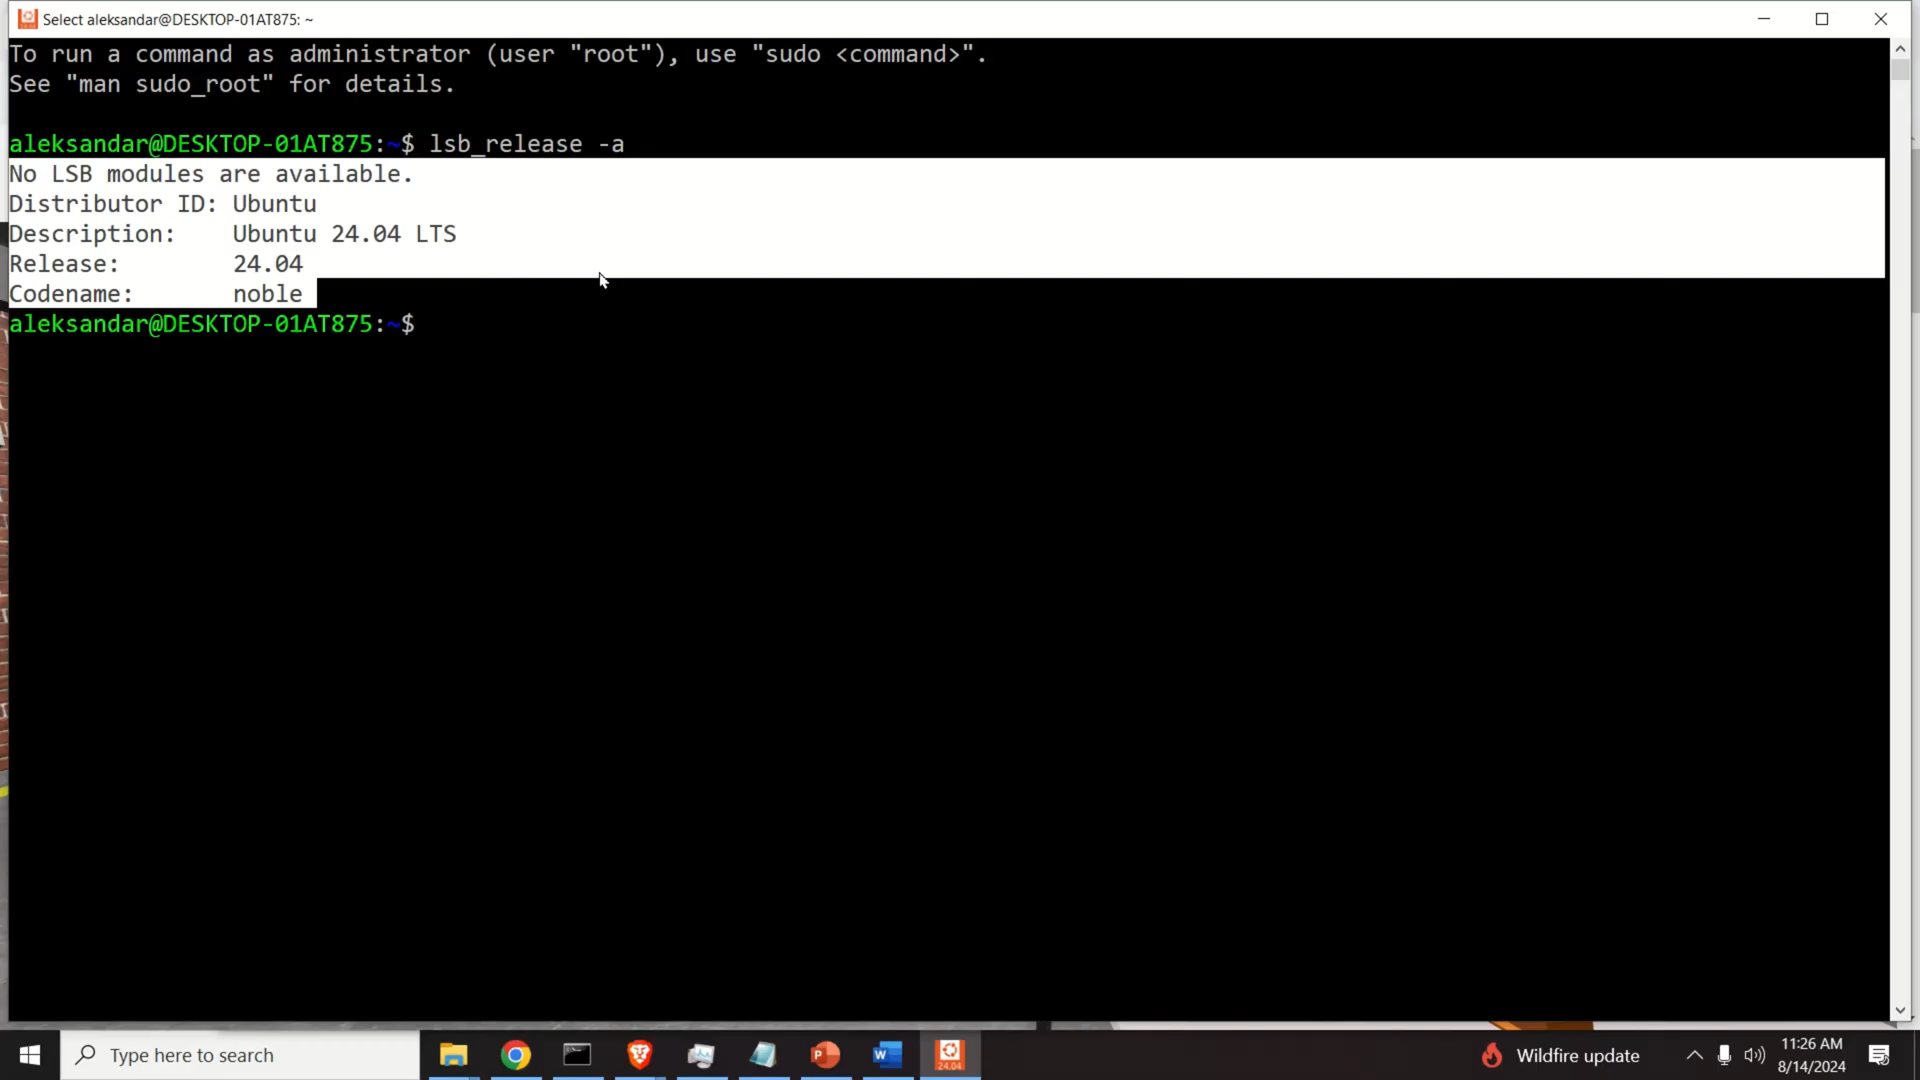 Select aleksandar@DESKTOP-01AT875: ~
To run a command as administrator (user "root"), use "sudo <command>".
See "man sudo_root" for details.
aleksandar@DESKTOP-01AT875:~$ lsb_release -a
No LSB modules are available.
Distributor ID: Ubuntu
Description:    Ubuntu 24.04 LTS
Release:        24.04
Codename:       noble
aleksandar@DESKTOP-01AT875:~$
Type here to search
24.04
Wildfire update
11:26 AM
8/14/2024